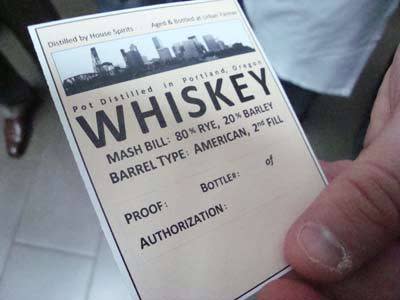 Distilled by House Spirits Aged & Bottled at Urban Farmer
Pot Distilled in Portland, Oregon
WHISKEY
MASH BILL: 80% RYE, 20% BARLEY
BARREL TYPE: AMERICAN, 2nd FILL
PROOF: BOTTLE#: of
AUTHORIZATION: